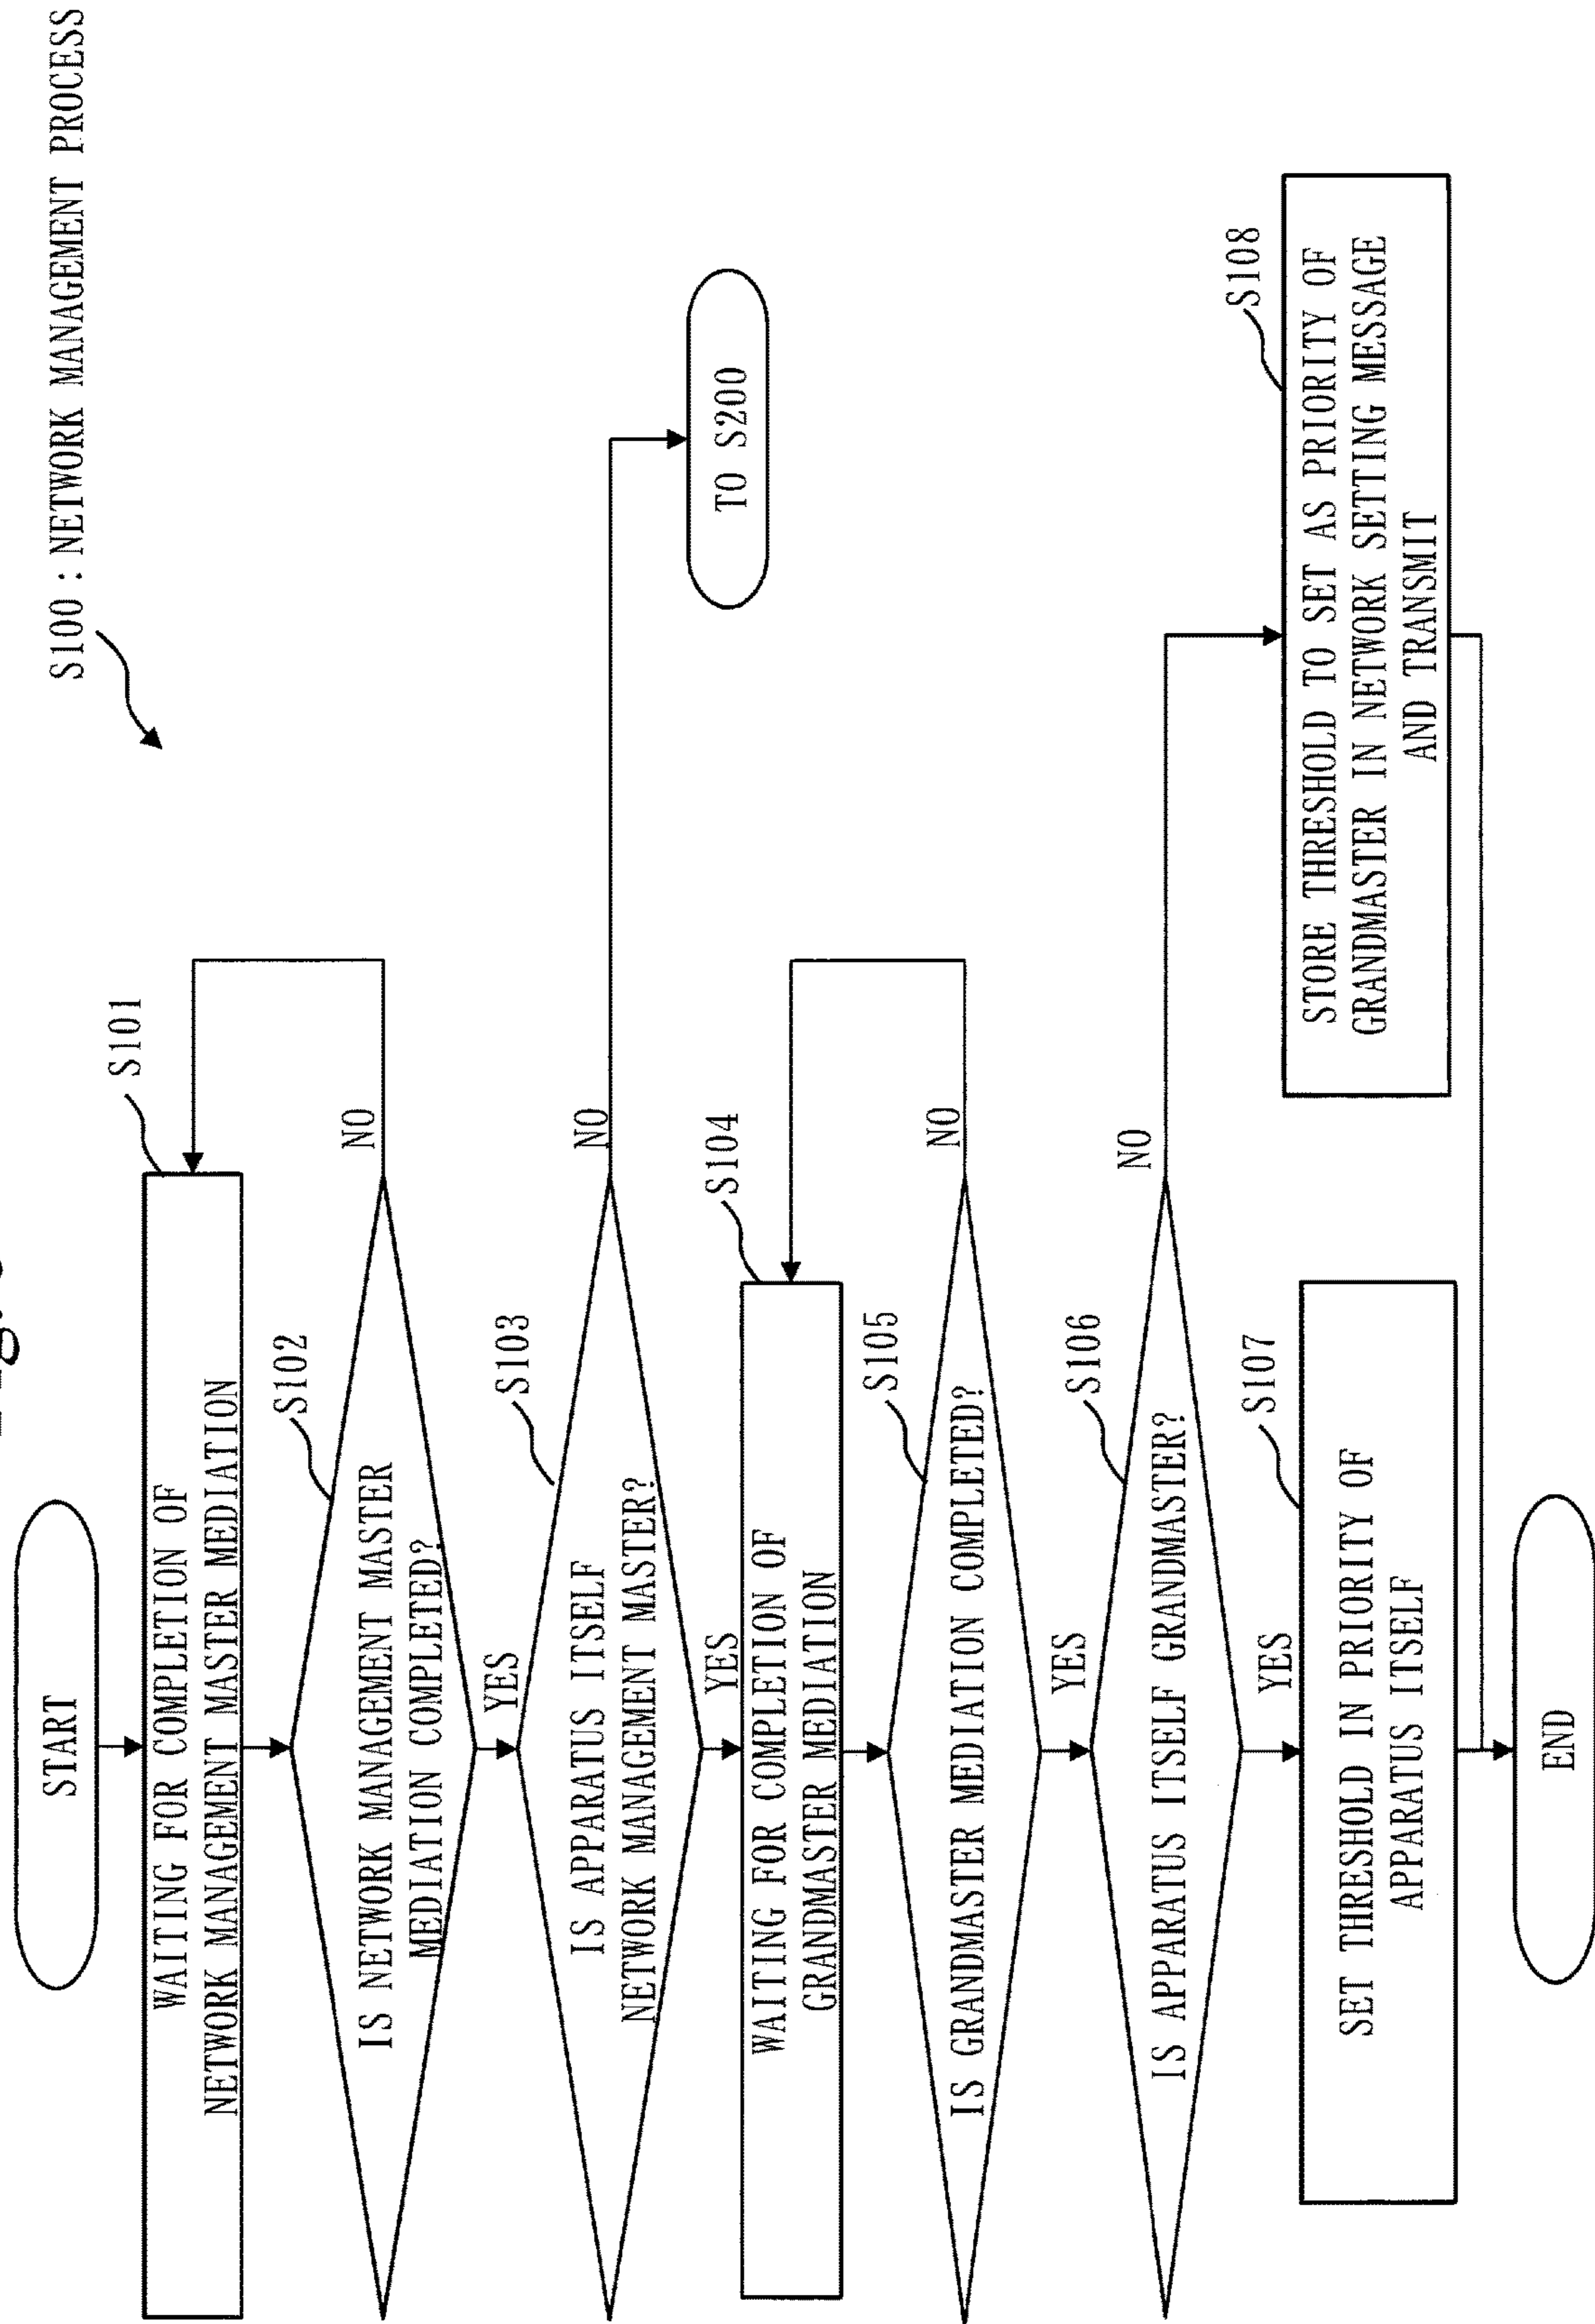 S100 : NETWORK MANAGEMENT PROCESS
START
S101
WAITING FOR COMPLETION OF
NETWORK MANAGEMENT MASTER MEDIATION
S102
IS NETWORK MANAGEMENT MASTER
MEDIATION COMPLETED?
NO
YES
S103
IS APPARATUS ITSELF
NETWORK MANAGEMENT MASTER?
NO
TO S200
YES
S104
WAITING FOR COMPLETION OF
GRANDMASTER MEDIATION
S105
IS GRANDMASTER MEDIATION COMPLETED?
NO
YES
S106
IS APPARATUS ITSELF GRANDMASTER?
NO
YES
S107
SET THRESHOLD IN PRIORITY OF
APPARATUS ITSELF
S108
STORE THRESHOLD TO SET AS PRIORITY OF
GRANDMASTER IN NETWORK SETTING MESSAGE
AND TRANSMIT
END